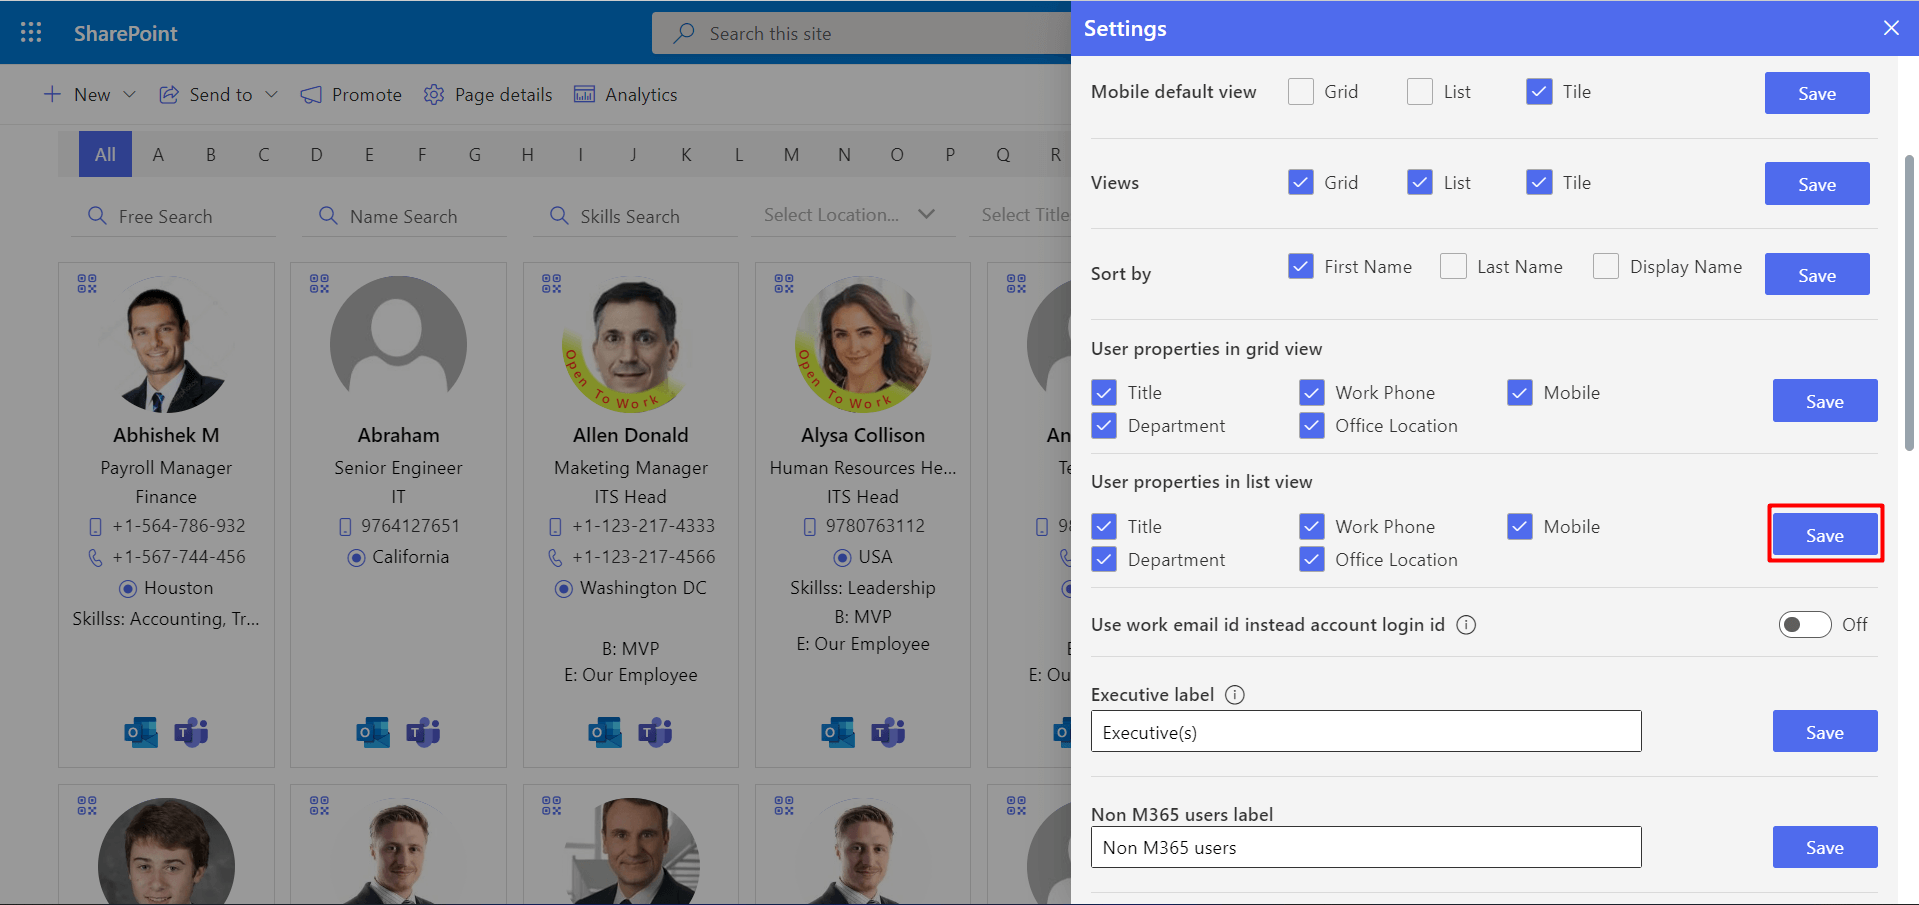 SharePoint
Search this site
New
Send to
Promote
Page details
Analytics
All A B C D E F G H I J K L M N O P Q R
Free Search
Name Search
Skills Search
Select Location...
Select Title
Open To Work
Open To Work
Abhishek M
Payroll Manager
Finance
+1-564-786-932
+1-567-744-456
Houston
Skillss: Accounting, Tr...
Abraham
Senior Engineer
IT
9764127651
California
Allen Donald
Maketing Manager
ITS Head
+1-123-217-4333
+1-123-217-4566
Washington DC
B: MVP
E: Our Employee
Alysa Collison
Human Resources He...
ITS Head
9780763112
USA
Skillss: Leadership
B: MVP
E: Our Employee
An
Te
98
E: Ou
Settings
Mobile default view
Grid
List
Tile
Save
Views
Grid
List
Tile
Save
Sort by
First Name
Last Name
Display Name
Save
User properties in grid view
Title
Work Phone
Mobile
Department
Office Location
Save
User properties in list view
Title
Work Phone
Mobile
Department
Office Location
Save
Use work email id instead account login id
Off
Executive label
Executive(s)
Save
Non M365 users label
Non M365 users
Save